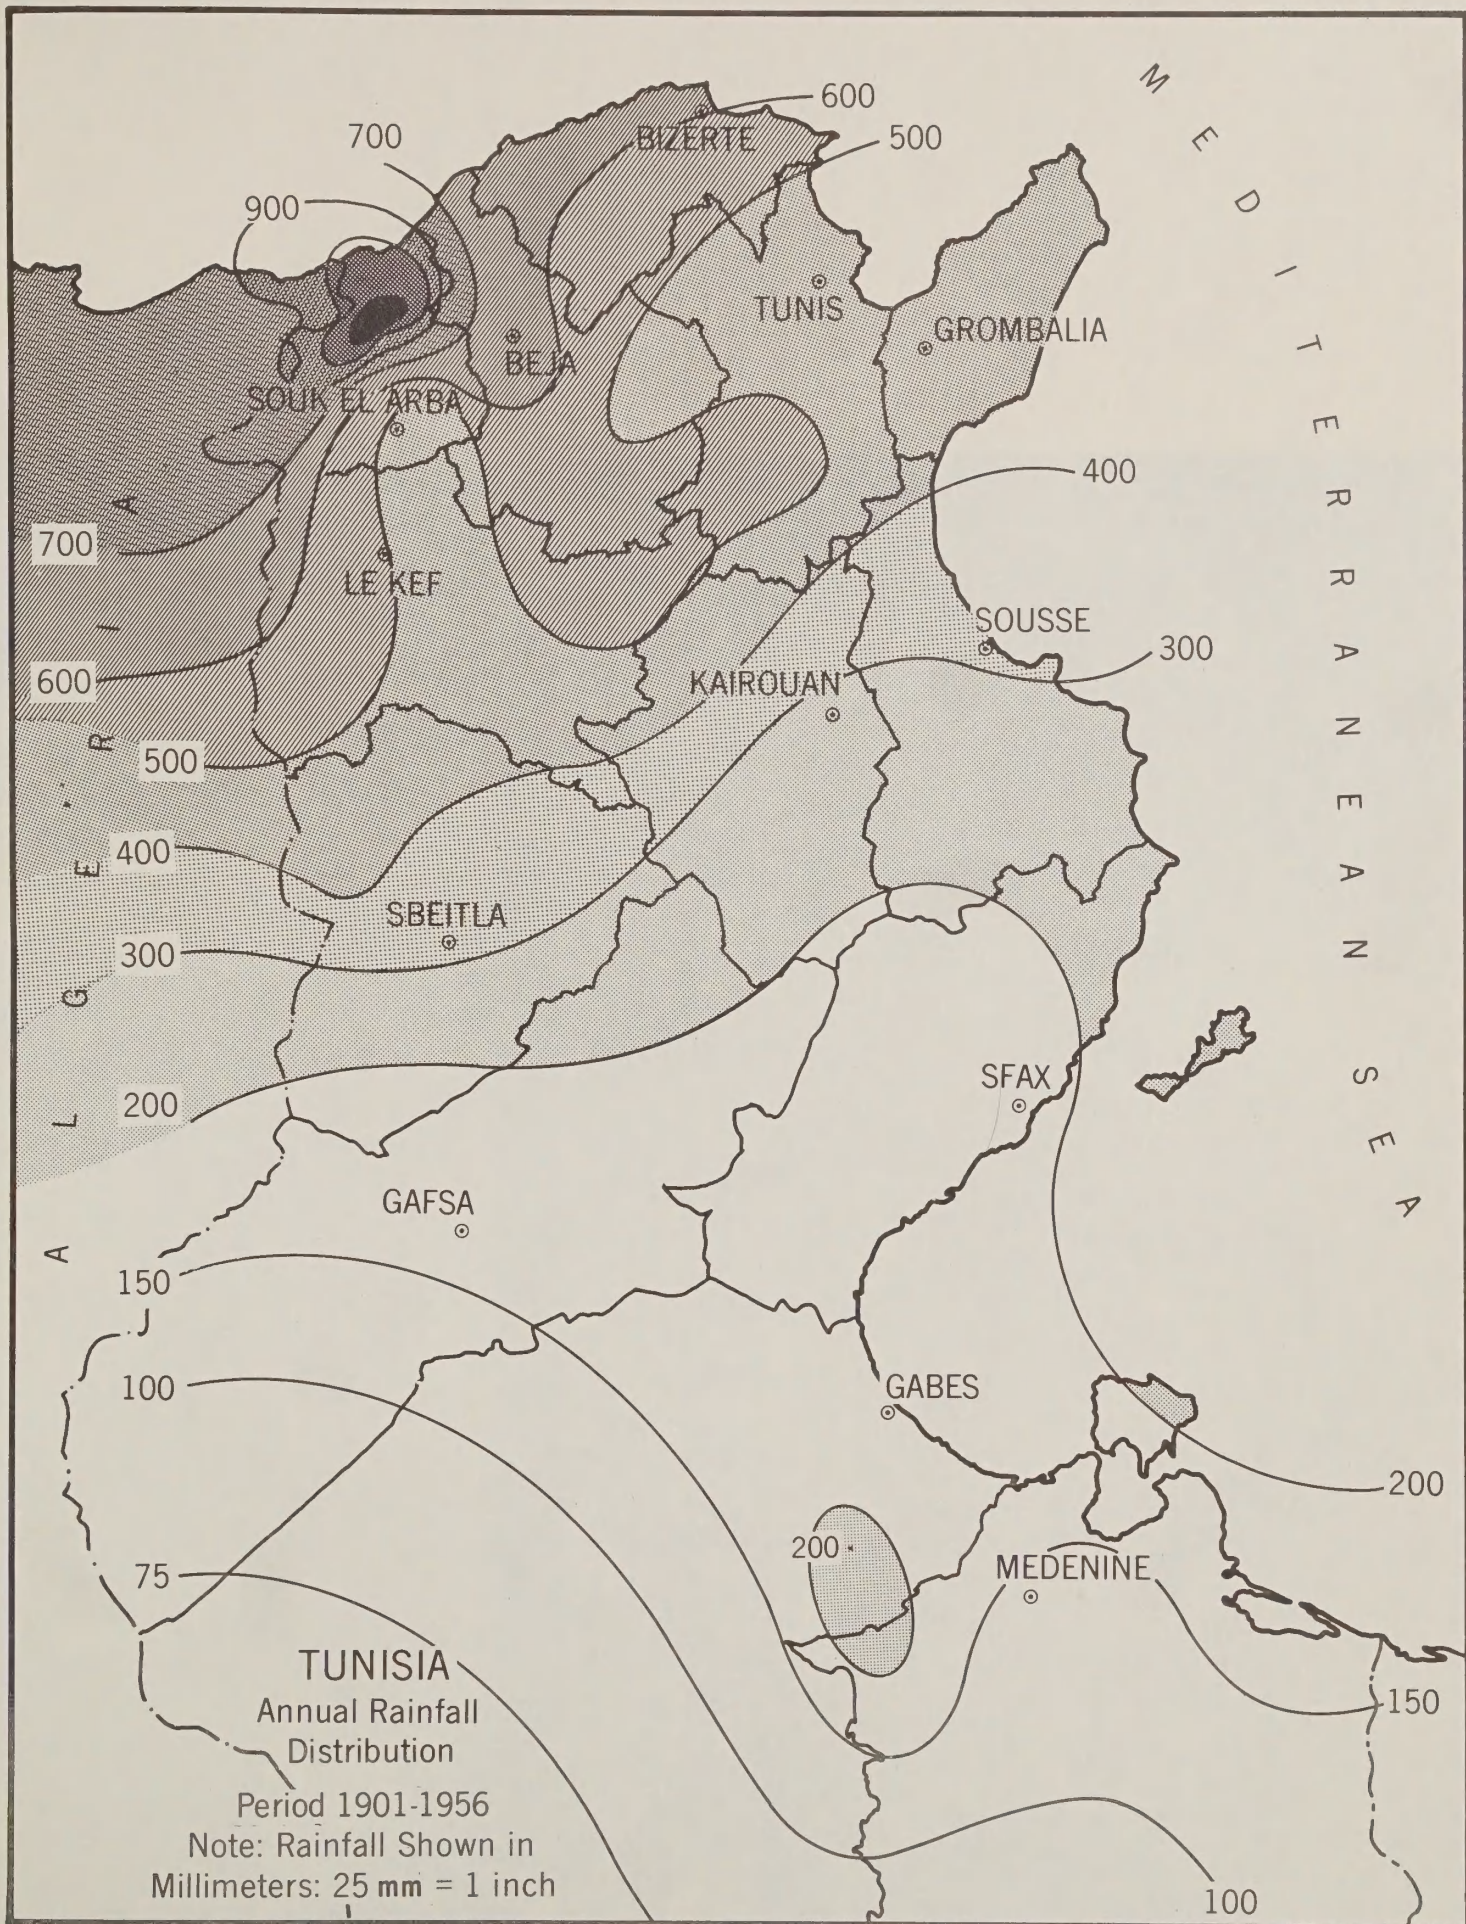 MEDITERRANEAN SEA
600
BIZERTE
700
500
900
TUNIS
GROMBALIA
BEJA
SOUK EL ARBA
400
700
LE KEF
SOUSSE
300
600
KAIROUAN
500
400
SBEITLA
300
ALGERIA
SFAX
200
GAFSA
150
100
GABES
200
200
MEDENINE
75
150
100
TUNISIA
Annual Rainfall
Distribution
Period 1901-1956
Note: Rainfall Shown in
Millimeters: 25 mm = 1 inch